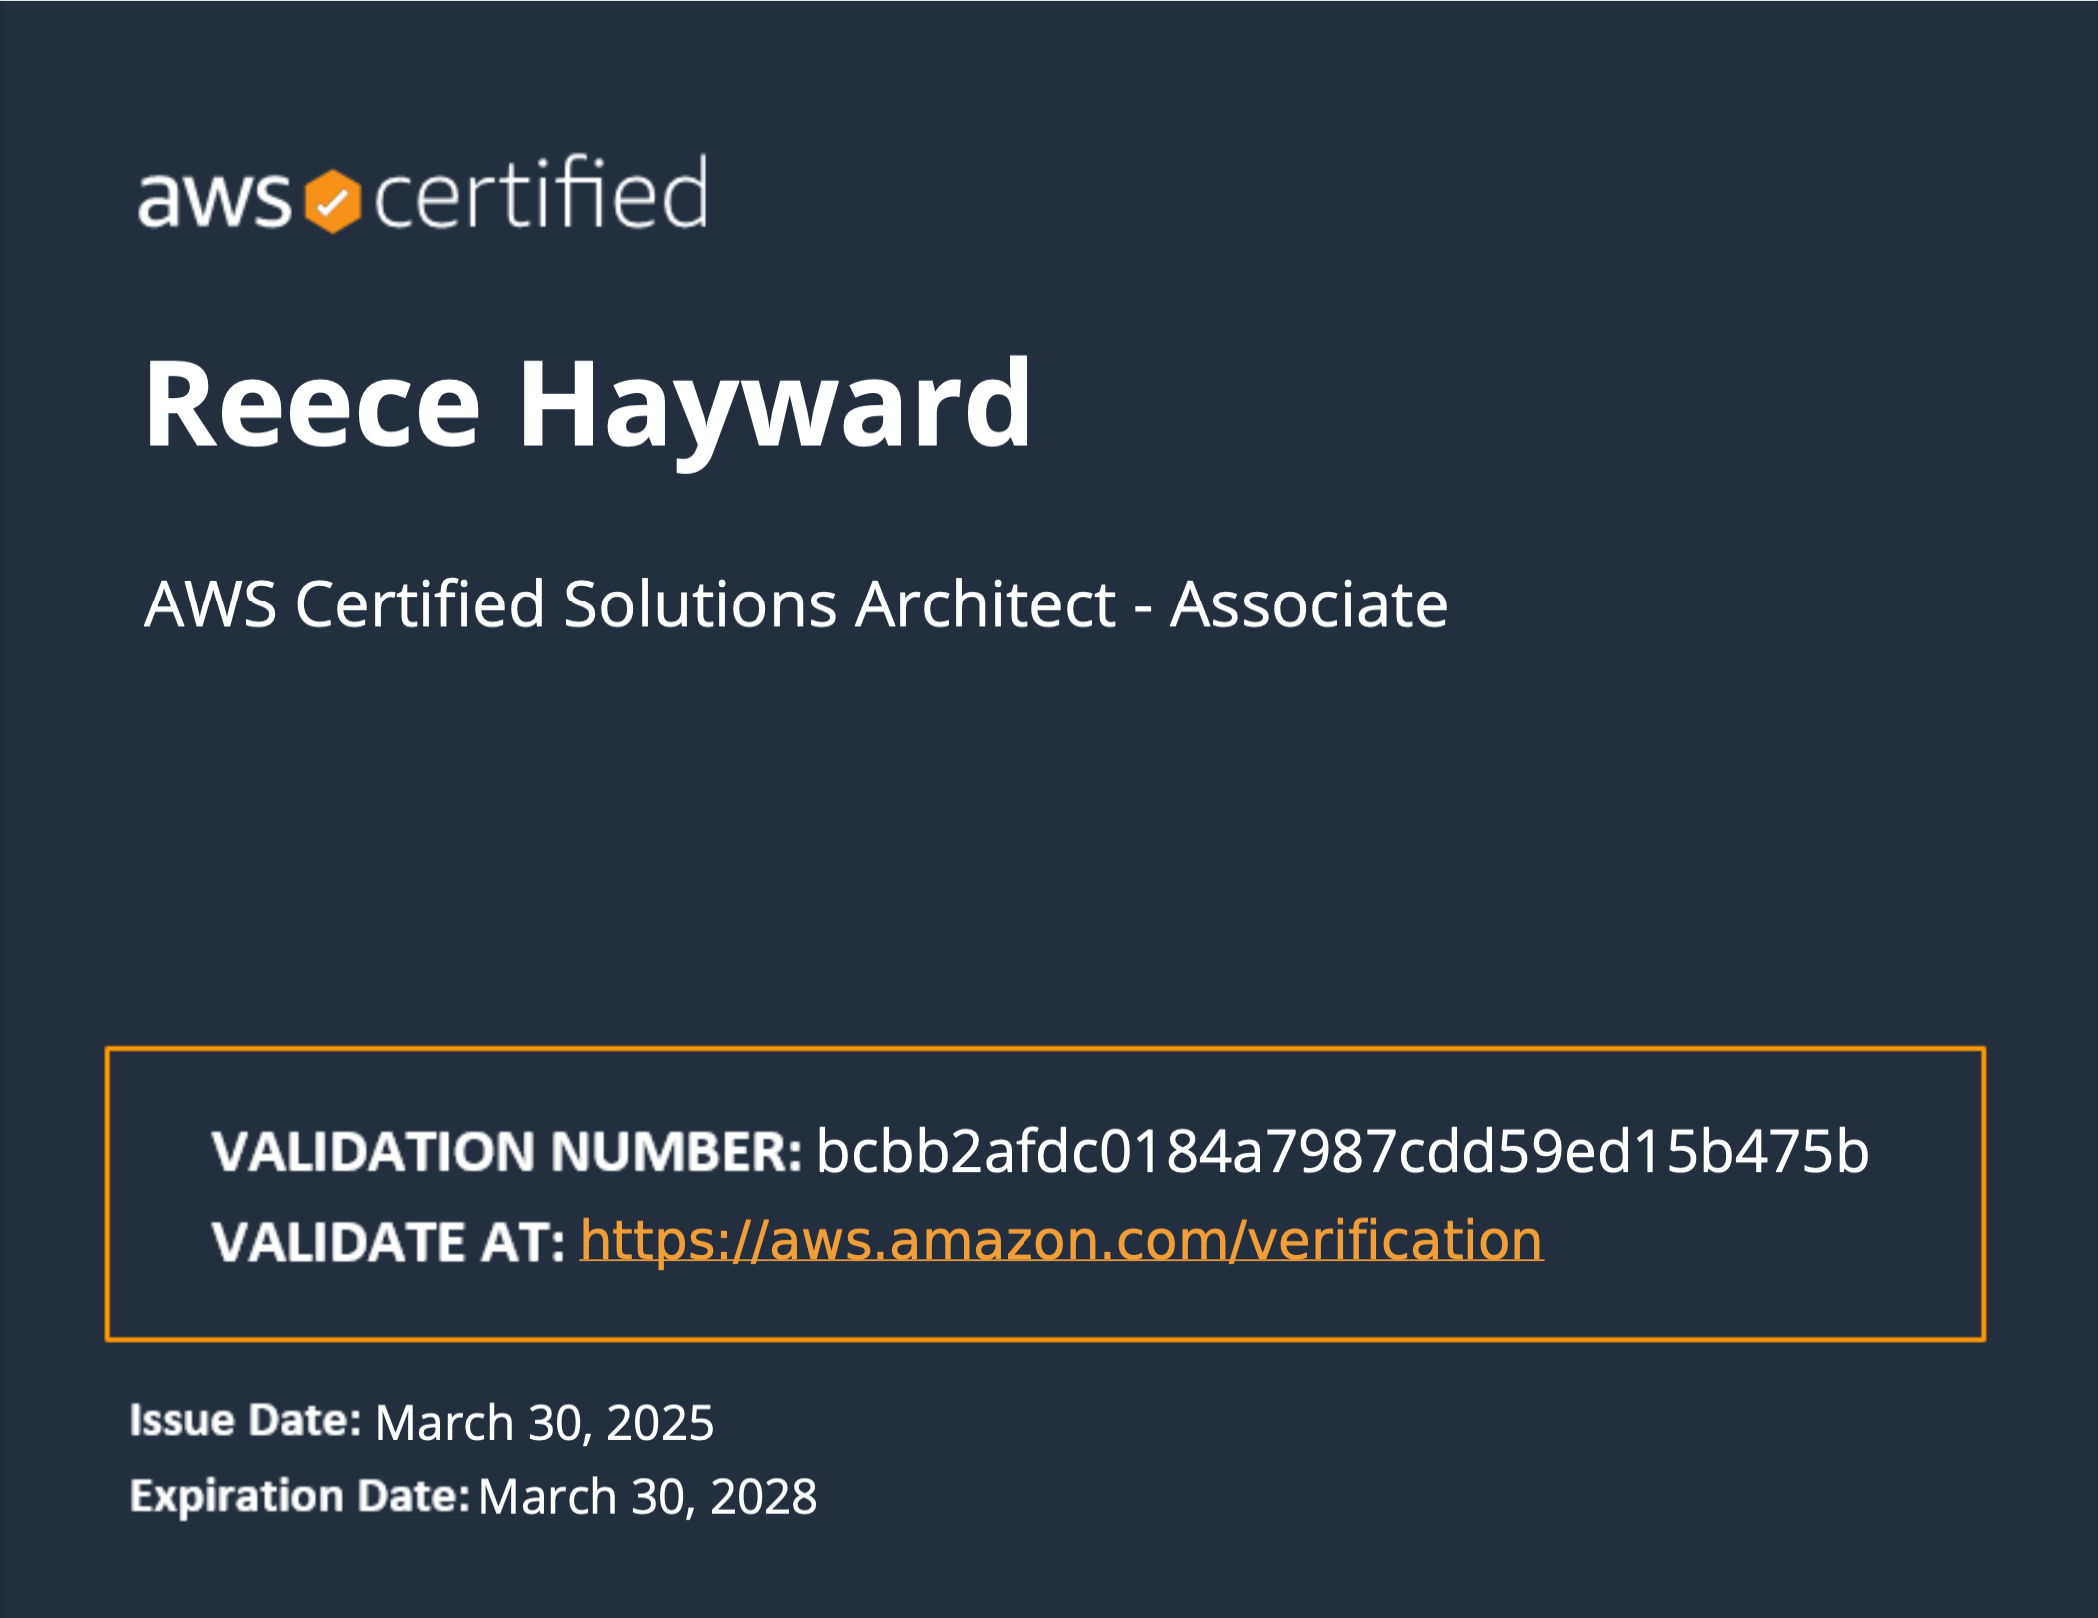 aws certified
Reece Hayward
AWS Certified Solutions Architect - Associate
VALIDATION NUMBER: bcbb2afdc0184a7987cdd59ed15b475b
VALIDATE AT: https://aws.amazon.com/verification
Issue Date: March 30, 2025
Expiration Date: March 30, 2028